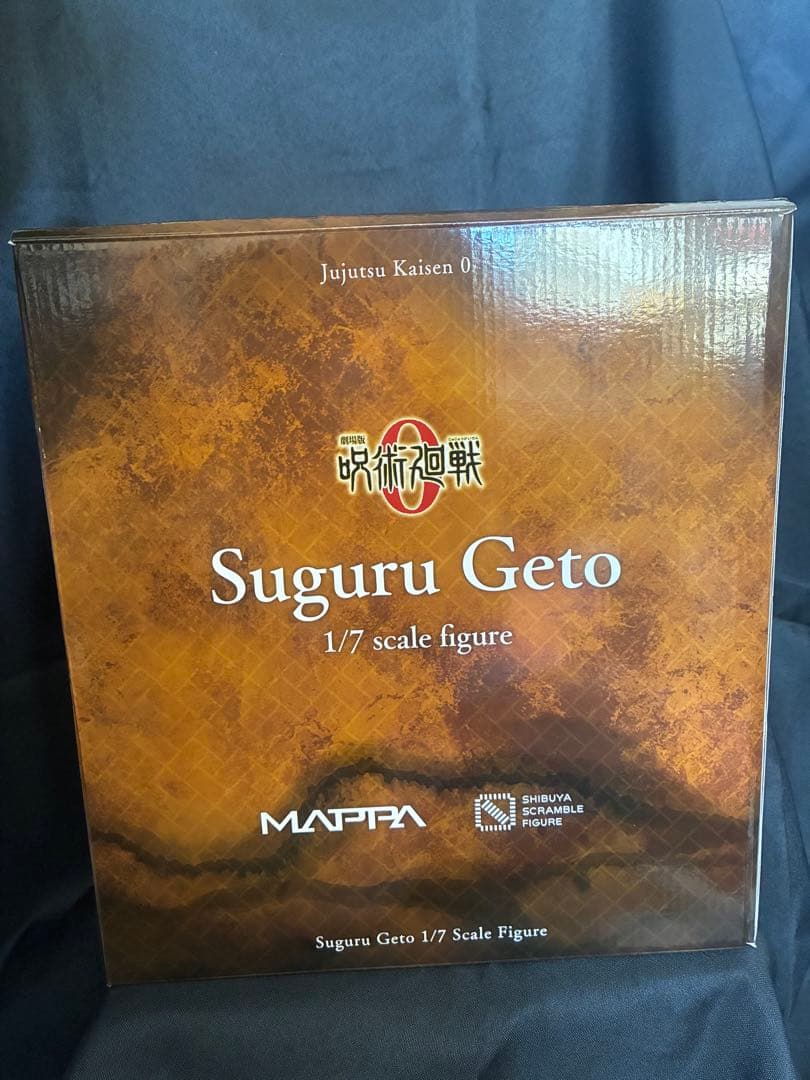 Jujutsu Kaisen 0
劇場版
呪術廻戦
0
Suguru Geto
1/7 scale figure
MAPPA
SHIBUYA
SCRAMBLE
FIGURE
Suguru Geto 1/7 Scale Figure